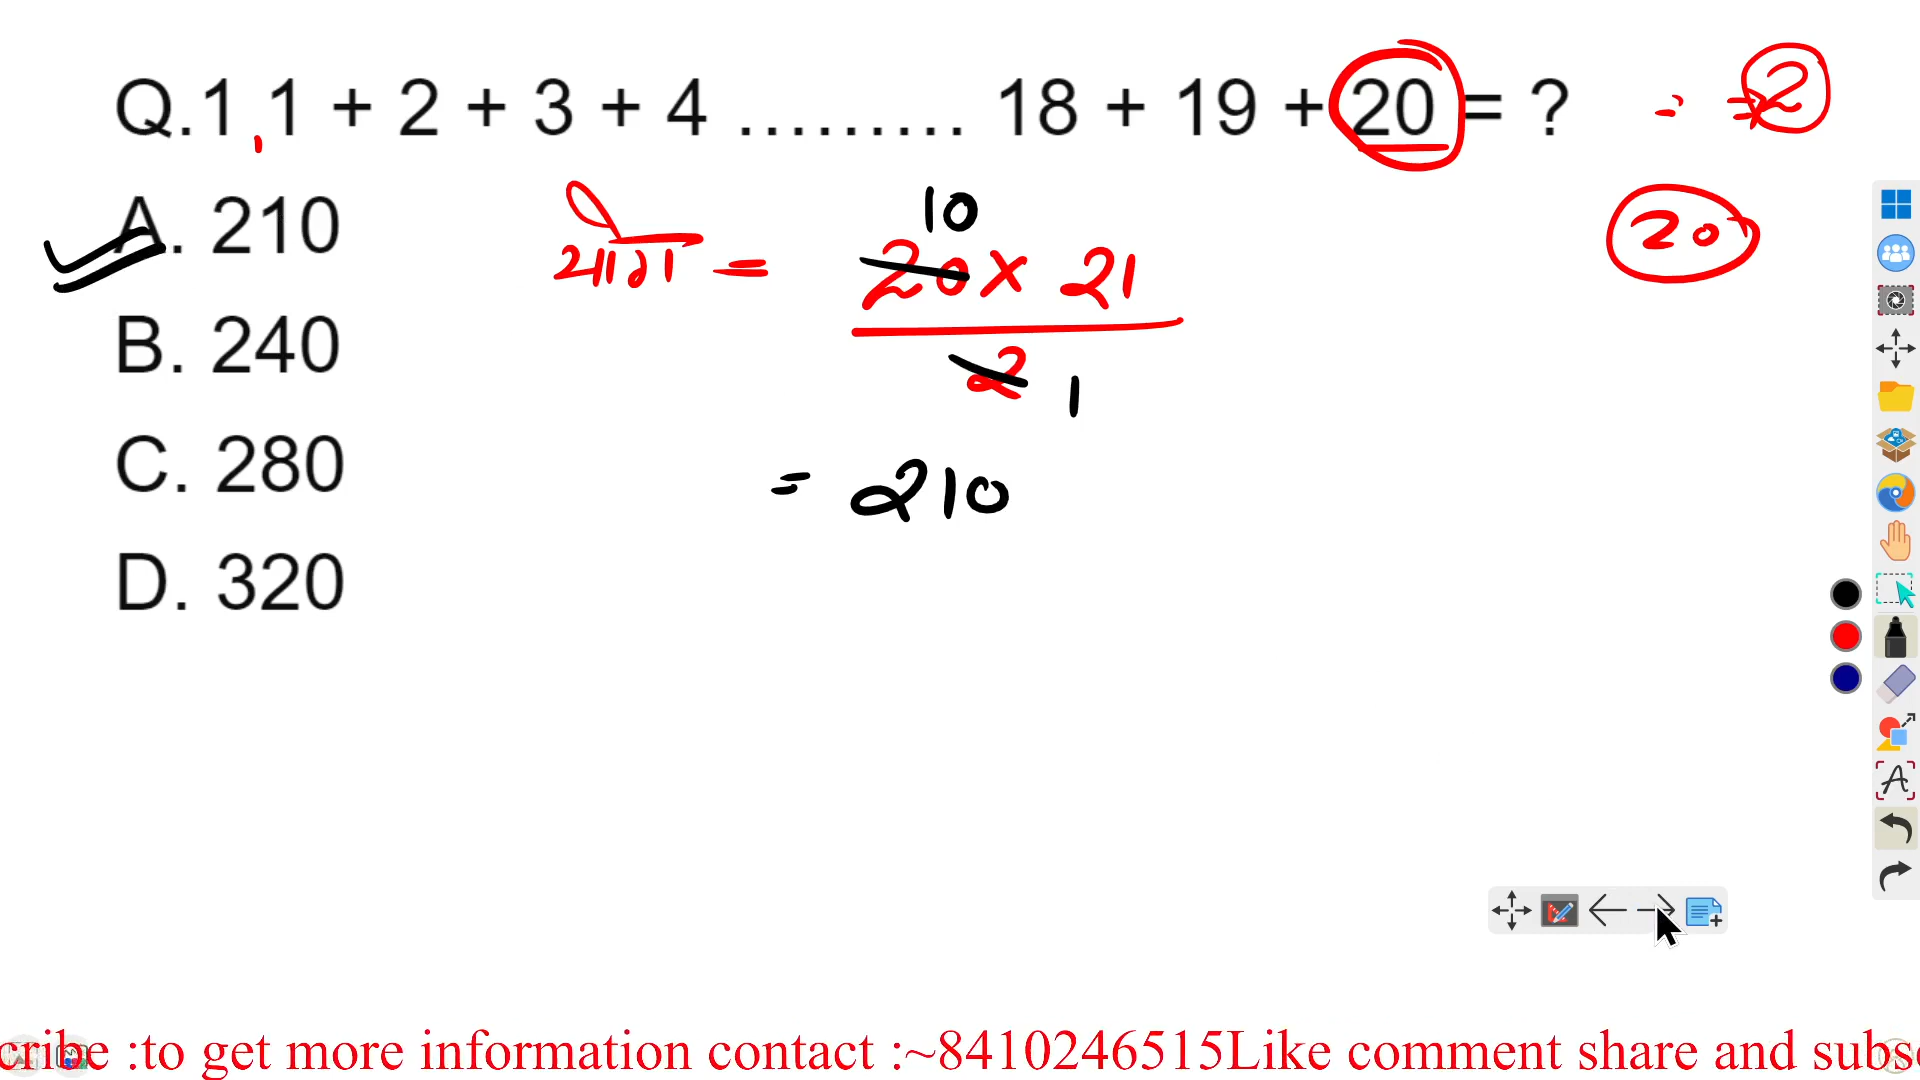 Q.1 1 + 2 + 3 + 4 ......... 18 + 19 + 20 = ?
= 2
20
A. 210
10
= 20 x 21
2 1
B. 240
= 210
C. 280
D. 320
cribe :to get more information contact :~8410246515Like comment share and subs